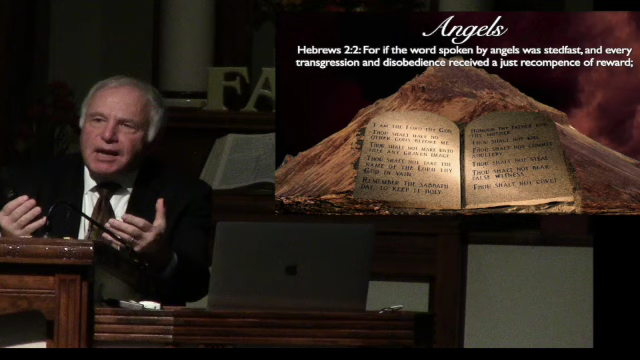 Angels
Hebrews 2:2: For if the word spoken by angels was stedfast, and every
transgression and disobedience received a just recompence of reward;
FA
I AM THE LORD THY GOD,
THOU SHALT HAVE NO
OTHER GODS BEFORE ME.
THOU SHALT NOT MAKE UNTO
THEE ANY GRAVEN IMAGE
THOU SHALT NOT TAKE THE
NAME OF THE LORD THY
GOD IN VAIN.
REMEMBER THE SABBATH
DAY TO KEEP IT HOLY.
HONOUR THY FATHER AND
THY MOTHER
THOU SHALT NOT KILL
THOU SHALT NOT COMMIT
ADULTERY
THOU SHALT NOT STEAL
THOU SHALT NOT BEAR
FALSE WITNESS
THOU SHALT NOT COVET